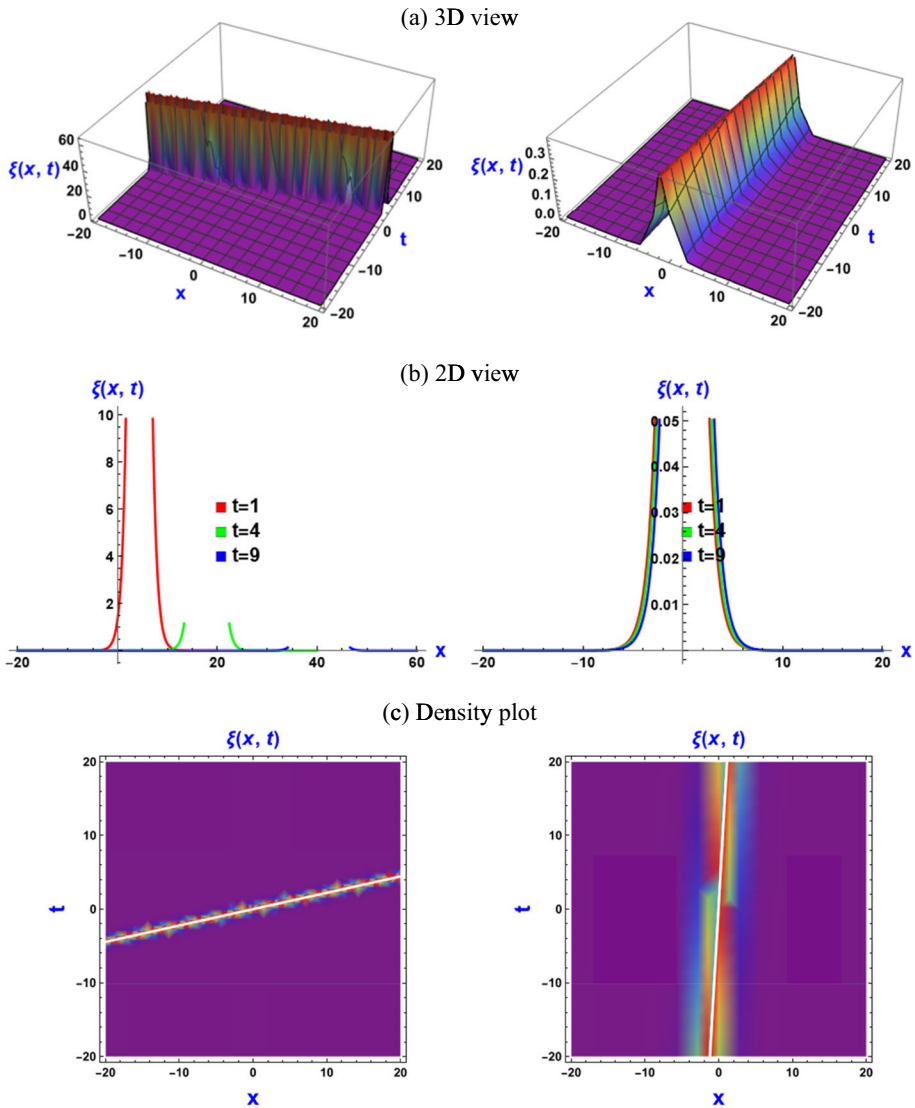 (a) 3D view
ξ(x, t)
60
40
20
0
-20
-10
0
10
20
x
-20
-10
0
10
20
t
ξ(x, t)
0.3
0.2
0.1
0.0
-20
-10
0
10
20
x
-20
-10
0
10
20
t
(b) 2D view
ξ(x, t)
10
8
6
4
2
t=1
t=4
t=9
-20
20
40
60
x
ξ(x, t)
0.05
0.04
0.03
0.02
0.01
t=1
t=4
t=9
-20
-10
0
10
20
x
(c) Density plot
ξ(x, t)
20
10
0
-10
-20
t
-20
-10
0
10
20
x
ξ(x, t)
20
10
0
-10
-20
t
-20
-10
0
10
20
x